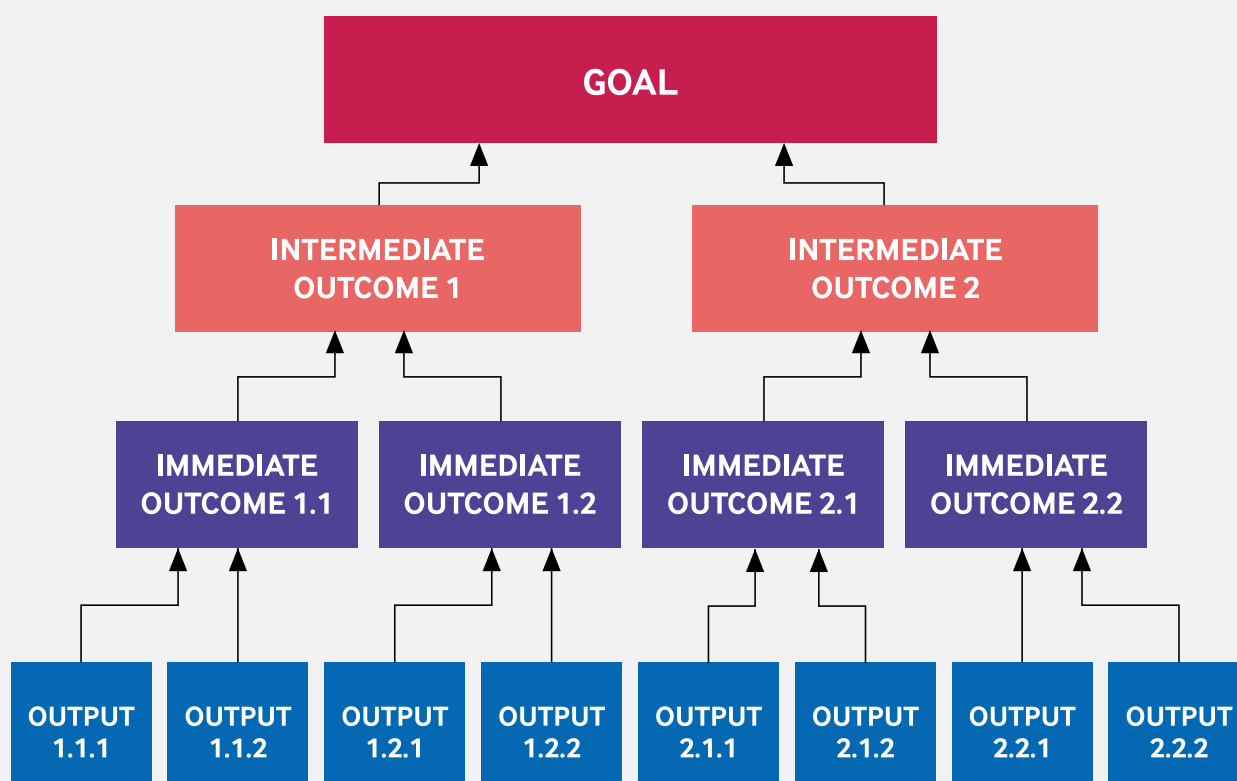 GOAL
INTERMEDIATE
OUTCOME 1
INTERMEDIATE
OUTCOME 2
IMMEDIATE
OUTCOME 1.1
IMMEDIATE
OUTCOME 1.2
IMMEDIATE
OUTCOME 2.1
IMMEDIATE
OUTCOME 2.2
OUTPUT
1.1.1
OUTPUT
1.1.2
OUTPUT
1.2.1
OUTPUT
1.2.2
OUTPUT
2.1.1
OUTPUT
2.1.2
OUTPUT
2.2.1
OUTPUT
2.2.2